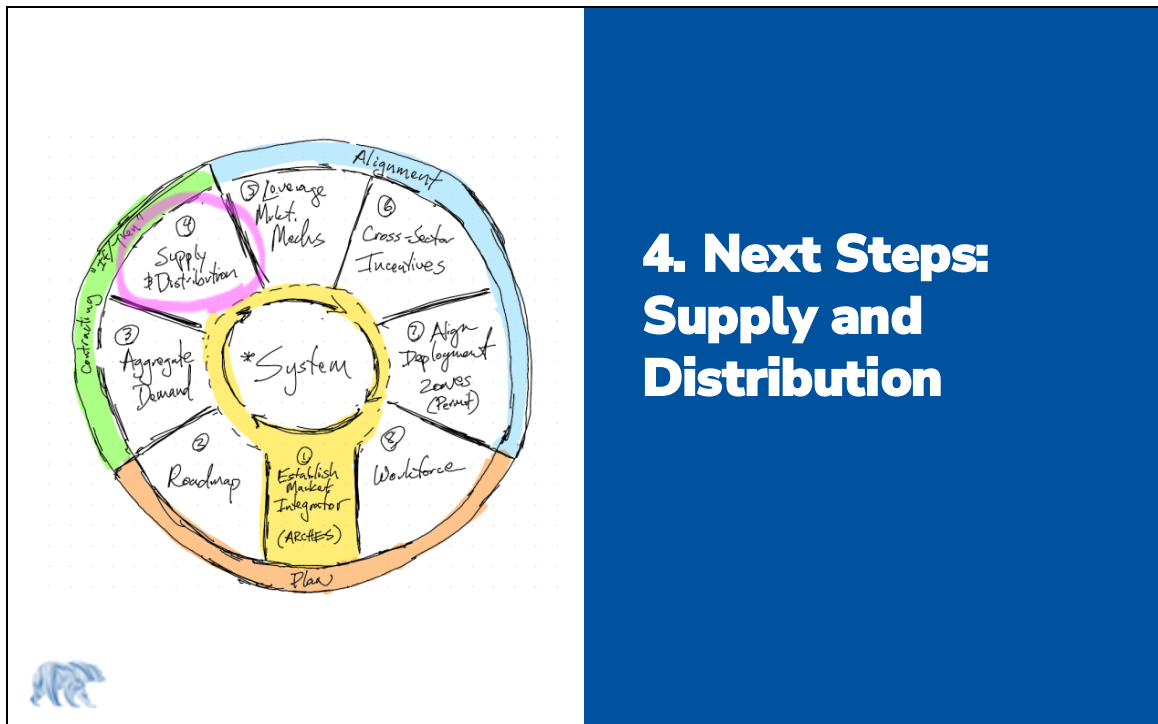 Alignment
⑤ Leverage
Mrkt.
Mechs
⑥
Cross-Sector
Incentives
④
Supply
& Distribution
Contracting
③
Aggregate
Demand
*System
⑦ Align
Deployment
Zones
(Permit)
②
Roadmap
①
Establish
Market
Integrator
(ARCHES)
⑧
Workforce
Plan
4. Next Steps:
Supply and
Distribution